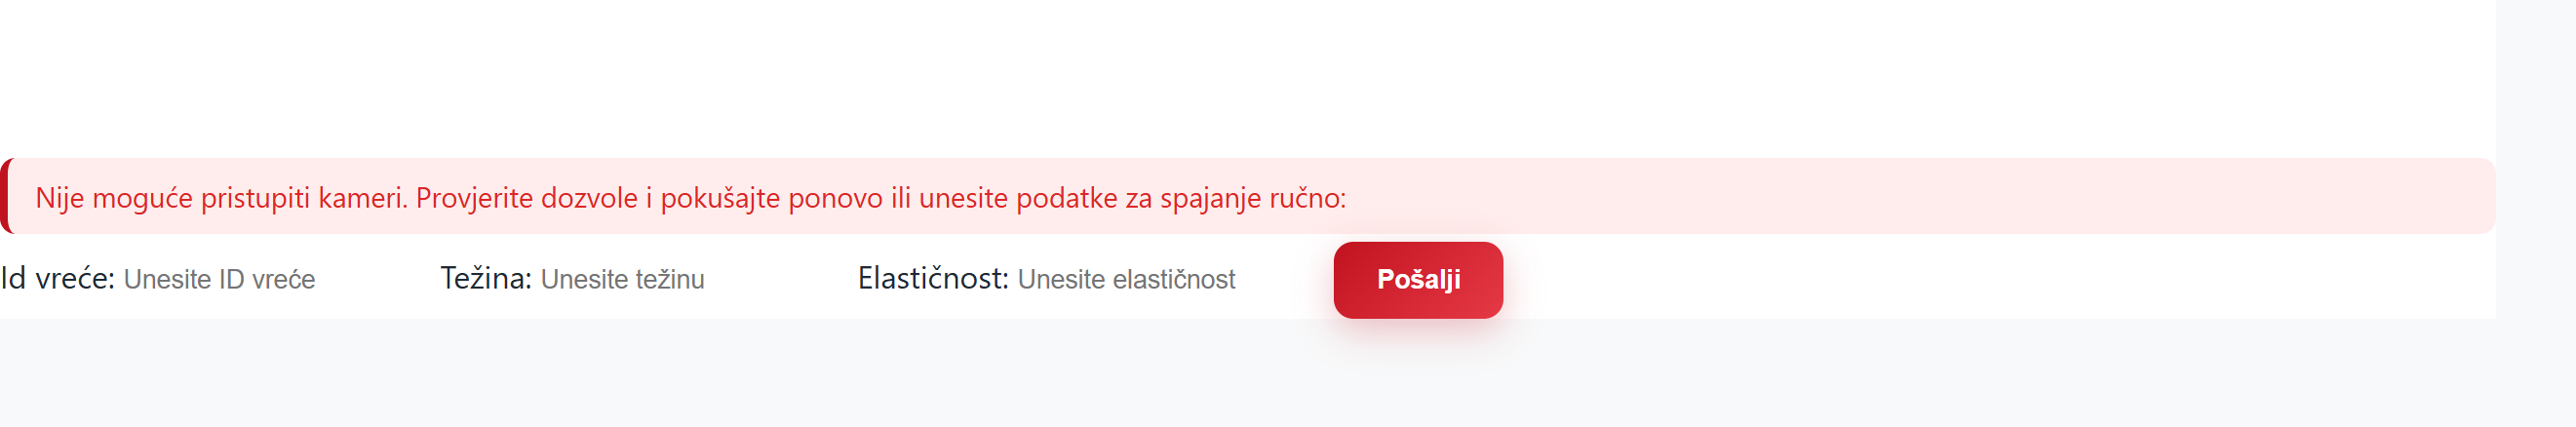 Nije moguće pristupiti kameri. Provjerite dozvole i pokušajte ponovo ili unesite podatke za spajanje ručno:
Id vreće: Unesite ID vreće Težina: Unesite težinu Elastičnost: Unesite elastičnost Pošalji